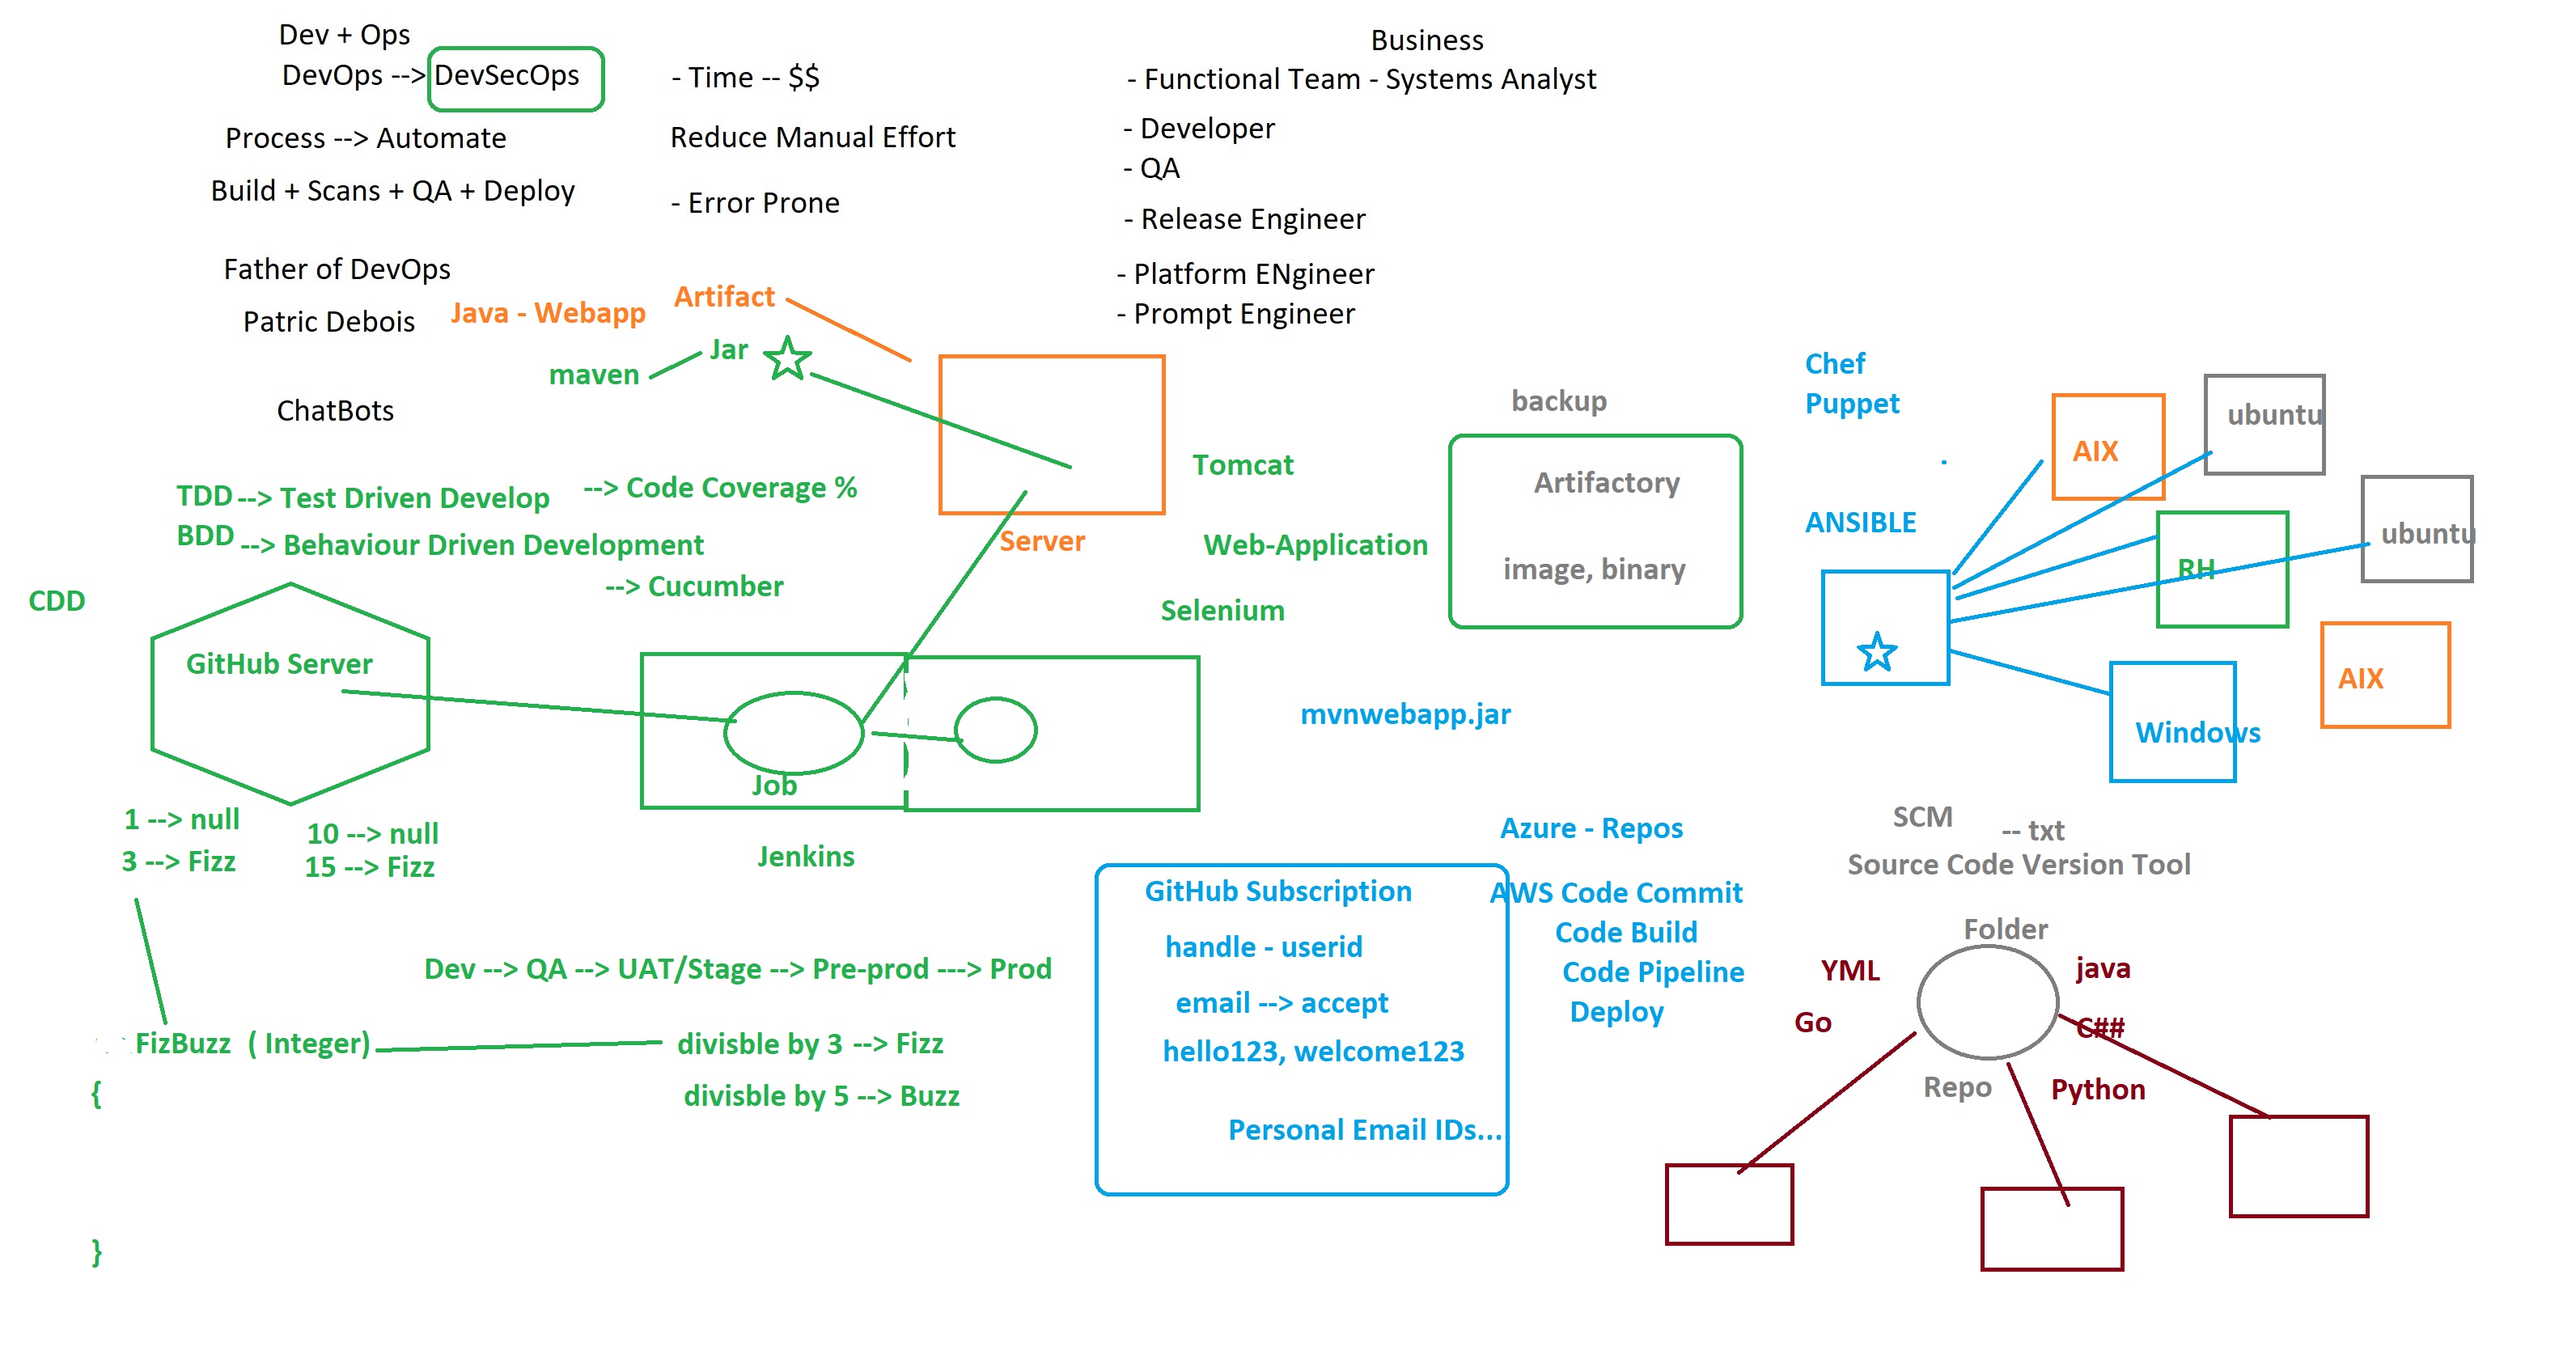 Dev + Ops
DevOps --> DevSecOps
Process --> Automate
Build + Scans + QA + Deploy
- Time -- $$
Reduce Manual Effort
- Error Prone
Business
- Functional Team - Systems Analyst
- Developer
- QA
- Release Engineer
- Platform ENgineer
- Prompt Engineer
Father of DevOps
Patric Debois
ChatBots
Java - Webapp
Artifact
Jar
maven
TDD --> Test Driven Develop --> Code Coverage %
BDD --> Behaviour Driven Development
--> Cucumber
CDD
Server
Tomcat
Web-Application
Selenium
backup
Artifactory
image, binary
Chef
Puppet
ANSIBLE
AIX
ubuntu
ubuntu
RH
AIX
Windows
GitHub Server
Job
Jenkins
mvnwebapp.jar
1 --> null
3 --> Fizz
10 --> null
15 --> Fizz
Dev --> QA --> UAT/Stage --> Pre-prod ---> Prod
FizBuzz ( Integer)
{
}
divisble by 3 --> Fizz
divisble by 5 --> Buzz
GitHub Subscription
handle - userid
email --> accept
hello123, welcome123
Personal Email IDs...
Azure - Repos
AWS Code Commit
Code Build
Code Pipeline
Deploy
SCM
-- txt
Source Code Version Tool
Folder
YML
java
Go
C##
Repo
Python